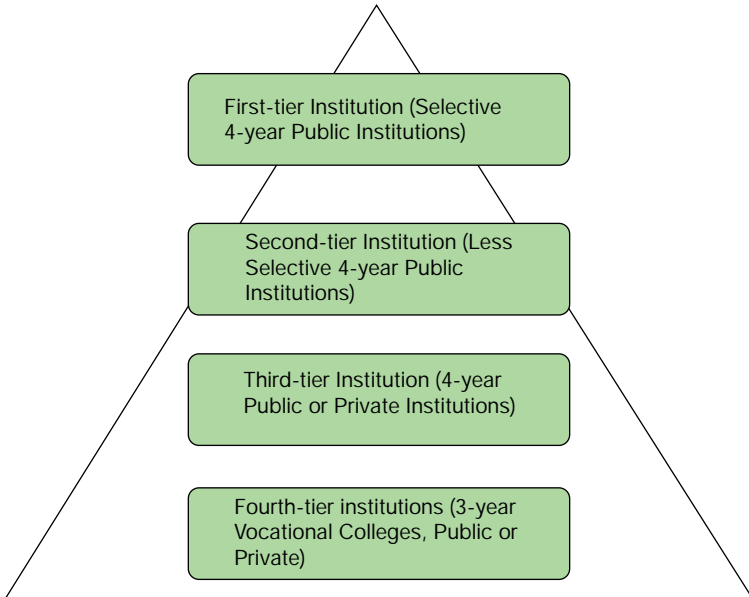 First-tier Institution (Selective
4-year Public Institutions)
Second-tier Institution (Less
Selective 4-year Public
Institutions)
Third-tier Institution (4-year
Public or Private Institutions)
Fourth-tier institutions (3-year
Vocational Colleges, Public or
Private)